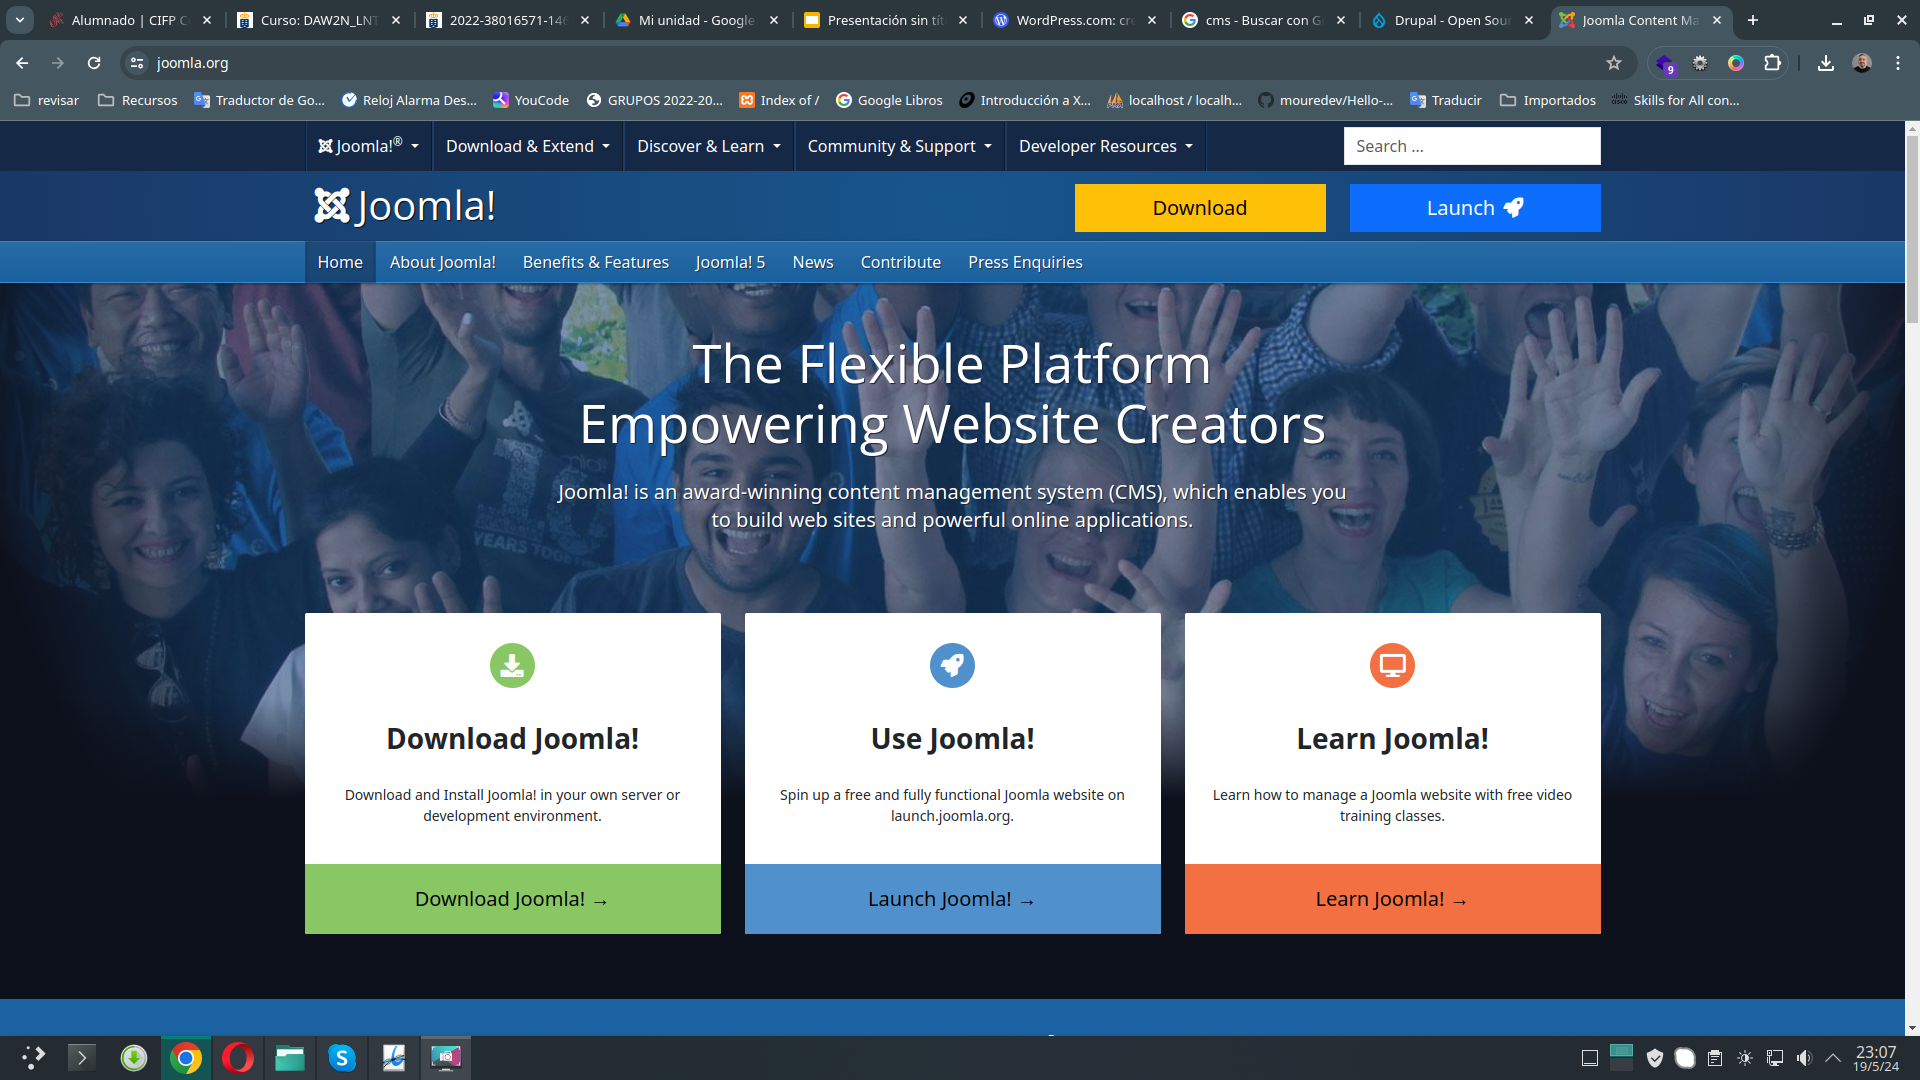 Alumnado | CIFP C
Curso: DAW2N_LNT
2022-38016571-146
Mi unidad - Google
Presentación sin tít
WordPress.com: cre
cms - Buscar con G
Drupal - Open Sour
Joomla Content Ma
joomla.org
9
revisar
Recursos
Traductor de Go...
Reloj Alarma Des...
YouCode
GRUPOS 2022-20...
Index of /
Google Libros
Introducción a X...
localhost / localh...
mouredev/Hello-...
Traducir
Importados
Skills for All con...
Joomla!®
Download & Extend
Discover & Learn
Community & Support
Developer Resources
Search ...
Joomla!
Download
Launch
Home
About Joomla!
Benefits & Features
Joomla! 5
News
Contribute
Press Enquiries
The Flexible Platform
Empowering Website Creators
Joomla! is an award-winning content management system (CMS), which enables you
to build web sites and powerful online applications.
Download Joomla!
Download and Install Joomla! in your own server or
development environment.
Download Joomla! →
Use Joomla!
Spin up a free and fully functional Joomla website on
launch.joomla.org.
Launch Joomla! →
Learn Joomla!
Learn how to manage a Joomla website with free video
training classes.
Learn Joomla! →
23:07
19/5/24